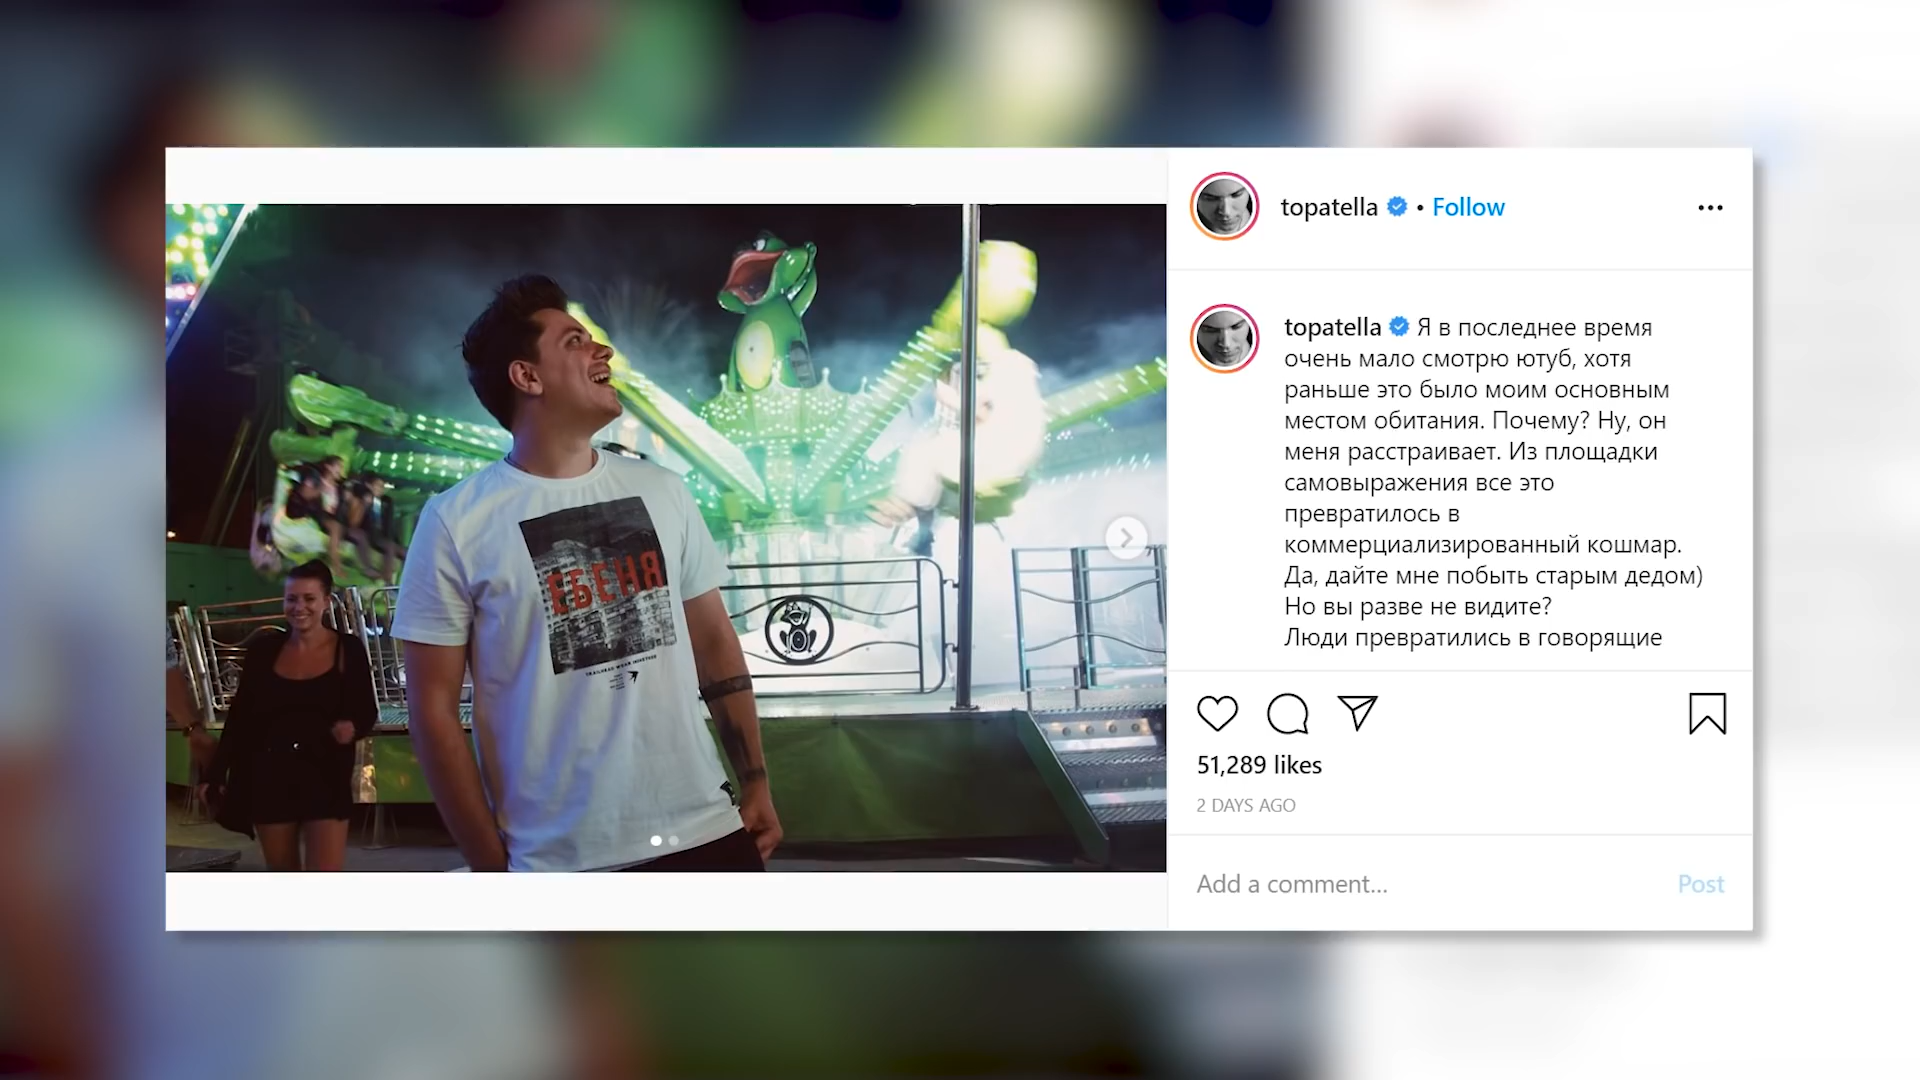 topatella • Follow
topatella Я в последнее время
очень мало смотрю ютуб, хотя
раньше это было моим основным
местом обитания. Почему? Ну, он
меня расстраивает. Из площадки
самовыражения все это
превратилось в
коммерциализированный кошмар.
Да, дайте мне побыть старым дедом)
Но вы разве не видите?
Люди превратились в говорящие
51,289 likes
2 DAYS AGO
Add a comment... Post
ЕБЕНЯ